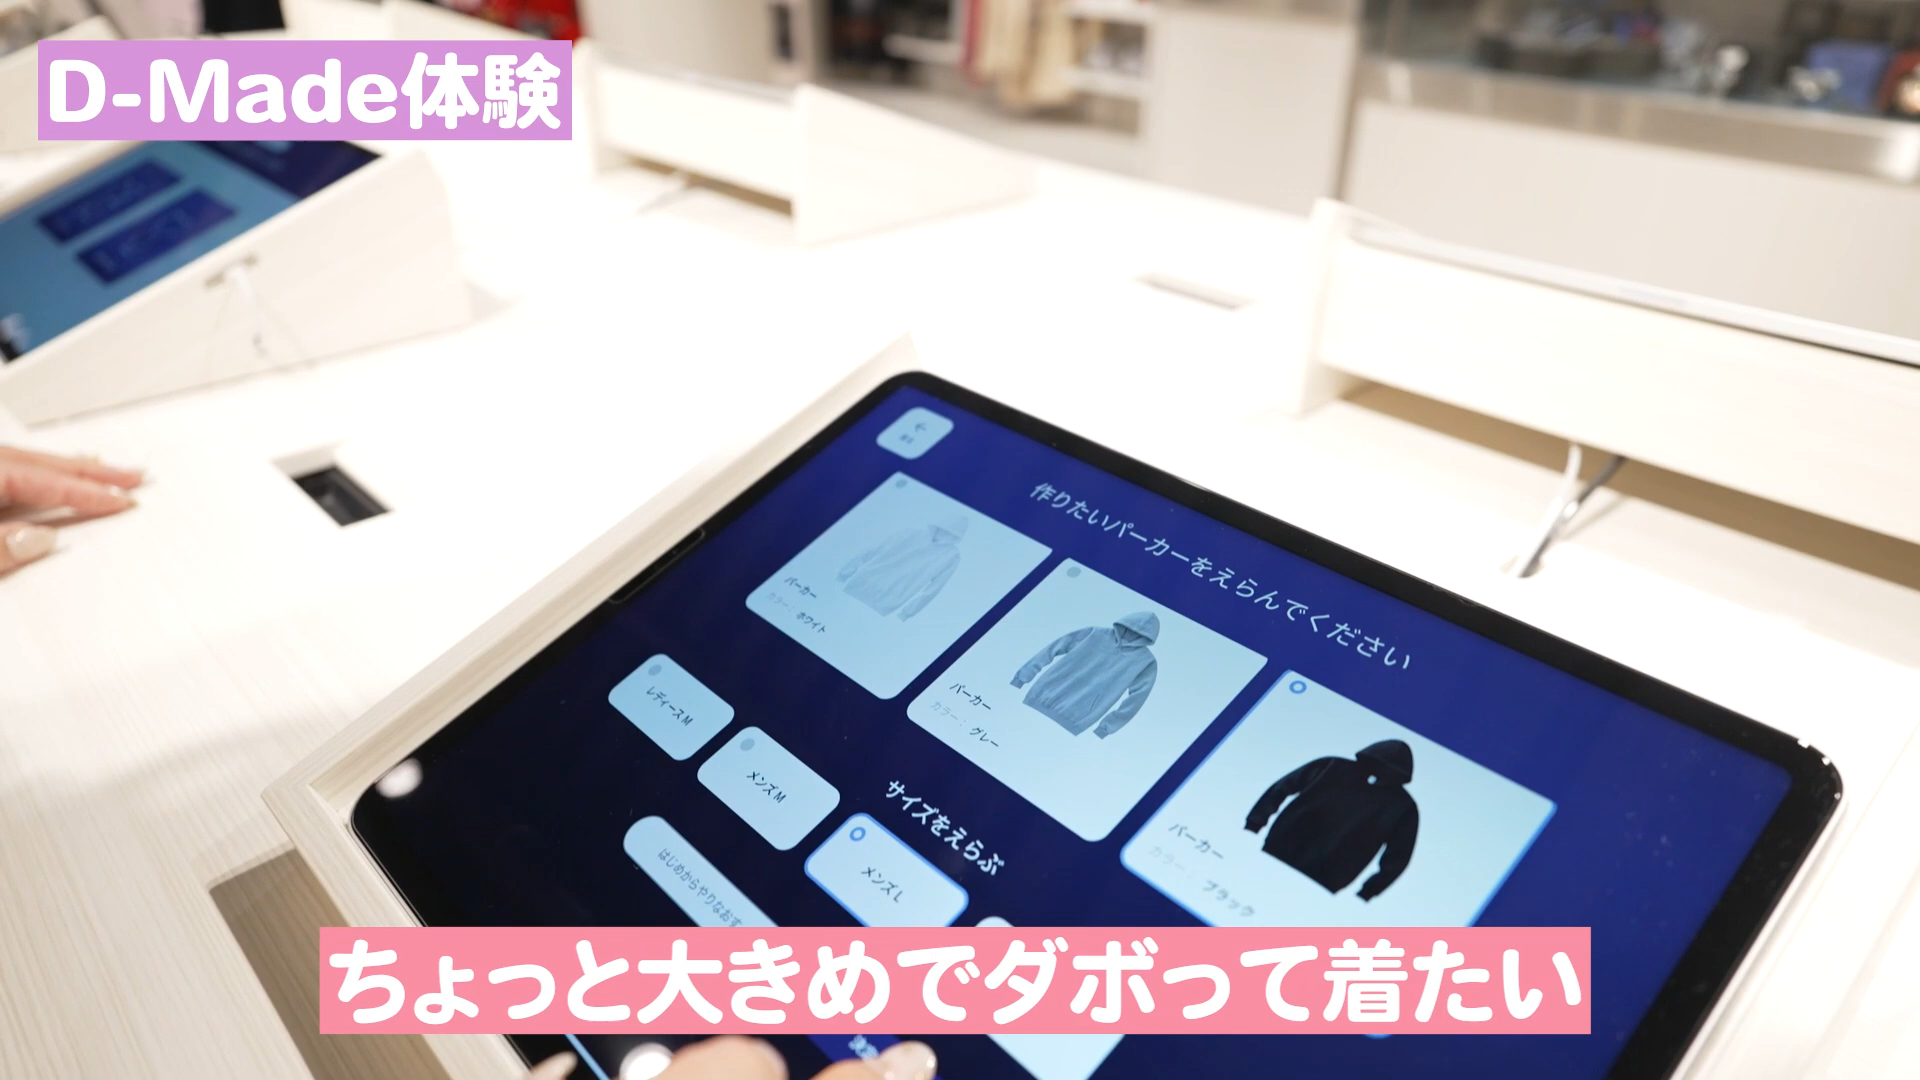 D-Made体験
作りたいパーカーをえらんでください
パーカー
カラー： ホワイト
パーカー
カラー： グレー
パーカー
カラー： ブラック
サイズをえらぶ
レディースM
メンズM
メンズL
はじめからやりなおす
ちょっと大きめでダボって着たい